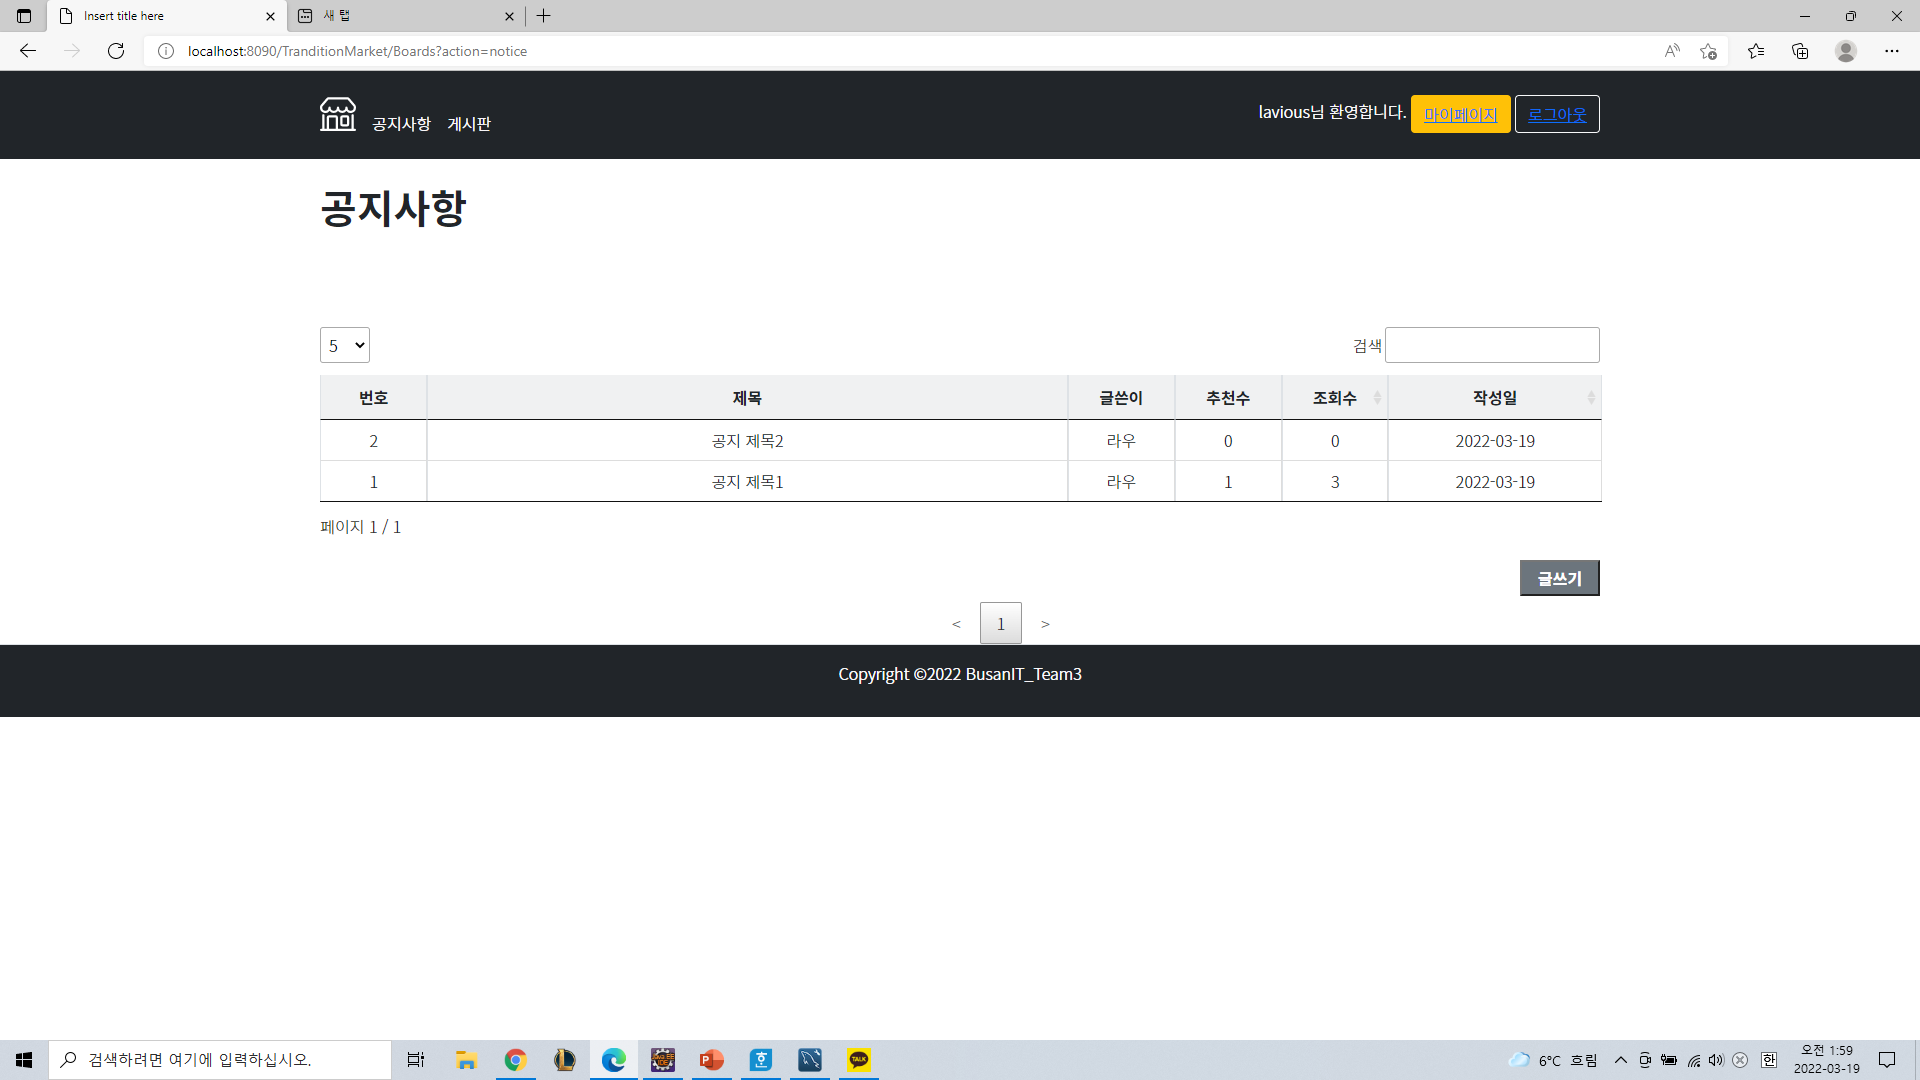 Insert title here
새 탭
localhost:8090/TranditionMarket/Boards?action=notice
공지사항 게시판
lavious님 환영합니다. 마이페이지 로그아웃
공지사항
5
검색
번호 제목 글쓴이 추천수 조회수 작성일
2 공지 제목2 라우 0 0 2022-03-19
1 공지 제목1 라우 1 3 2022-03-19
페이지 1 / 1
글쓰기
< 1 >
Copyright ©2022 BusanIT_Team3
검색하려면 여기에 입력하십시오.
TALK
6°C 흐림
한
오전 1:59
2022-03-19